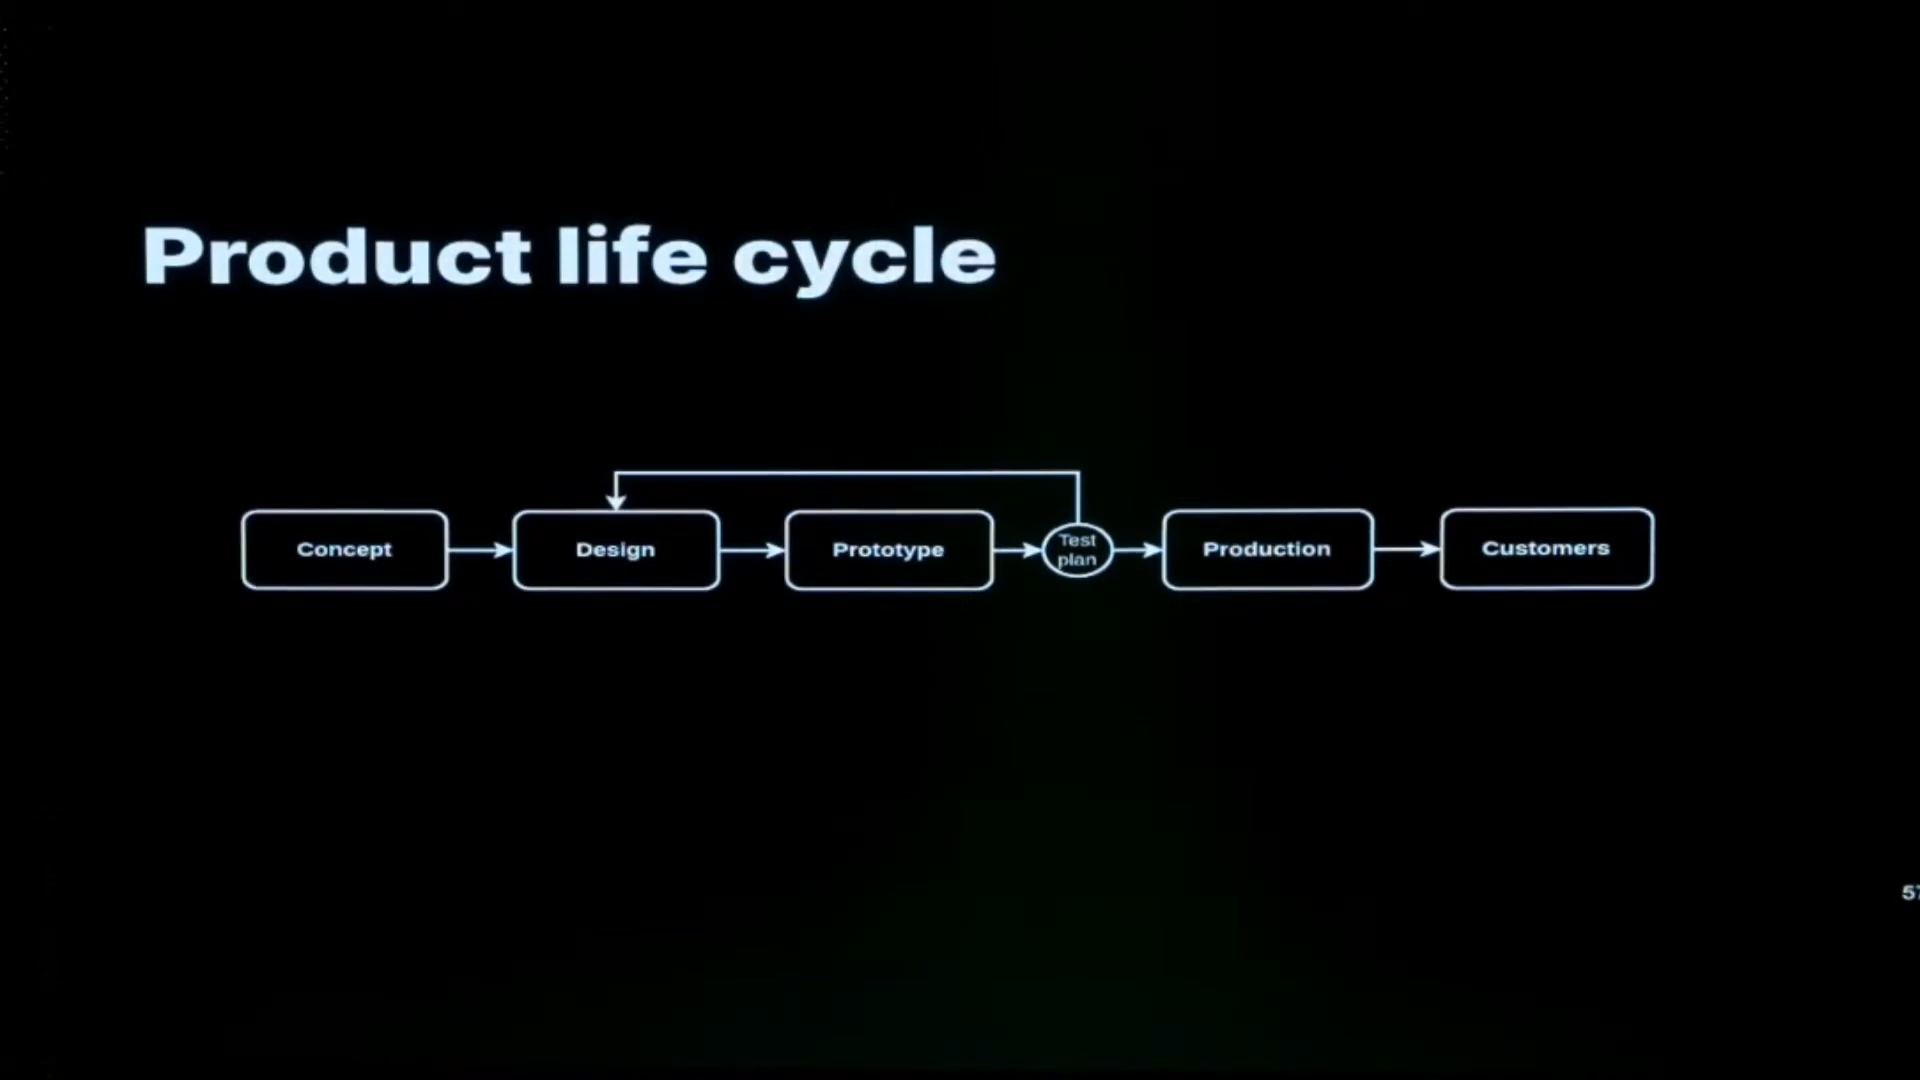 Product life cycle
Concept
Design
Prototype
Test
plan
Production
Customers